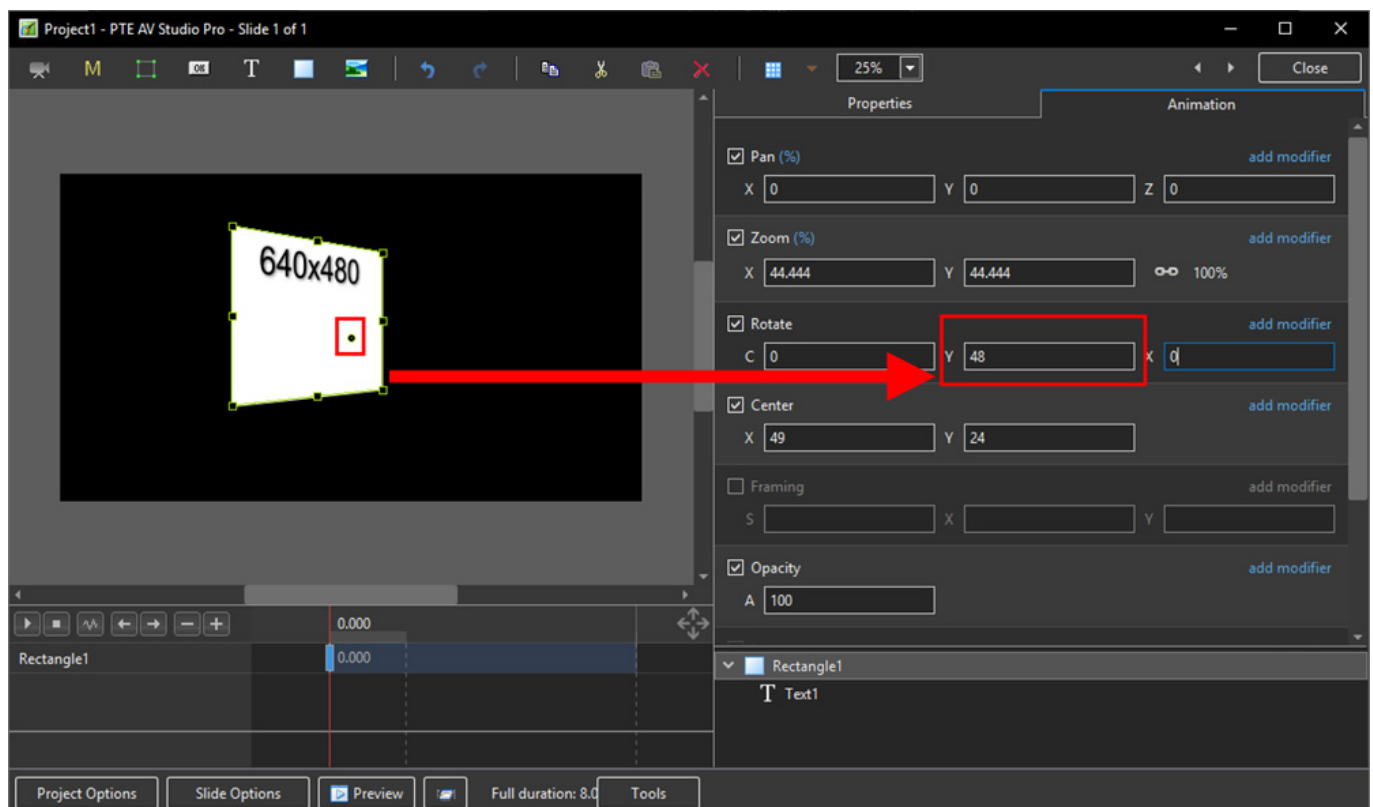 Project1 - PTE AV Studio Pro - Slide 1 of 1
M OK T 25% Close
Properties Animation
Pan (%) add modifier
X 0 Y 0 Z 0
640x480
Zoom (%) add modifier
X 44.444 Y 44.444 100%
Rotate add modifier
C 0 Y 48 X 0
Center add modifier
X 49 Y 24
Framing add modifier
S X Y
Opacity add modifier
A 100
0.000
Rectangle1 0.000
Rectangle1
T Text1
Project Options Slide Options Preview Full duration: 8.0 Tools